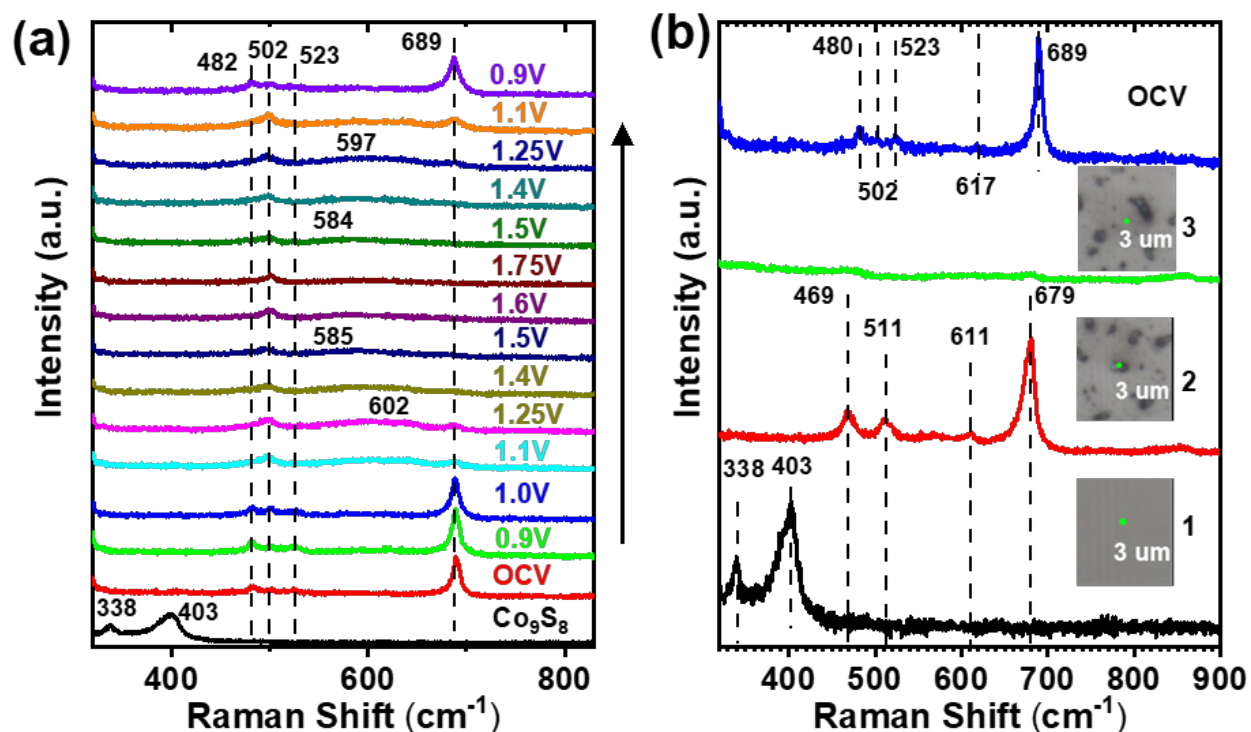 (a)
482
502
523
689
0.9V
1.1V
597
1.25V
1.4V
584
1.5V
1.75V
1.6V
585
1.5V
1.4V
602
1.25V
1.1V
1.0V
0.9V
OCV
338
403
Co₉S₈
400
600
800
Raman Shift (cm⁻¹)
Intensity (a.u.)
(b)
480
523
689
OCV
502
617
3
3 um
469
679
511
611
2
3 um
338
403
1
3 um
400
500
600
700
800
900
Raman Shift (cm⁻¹)
Intensity (a.u.)